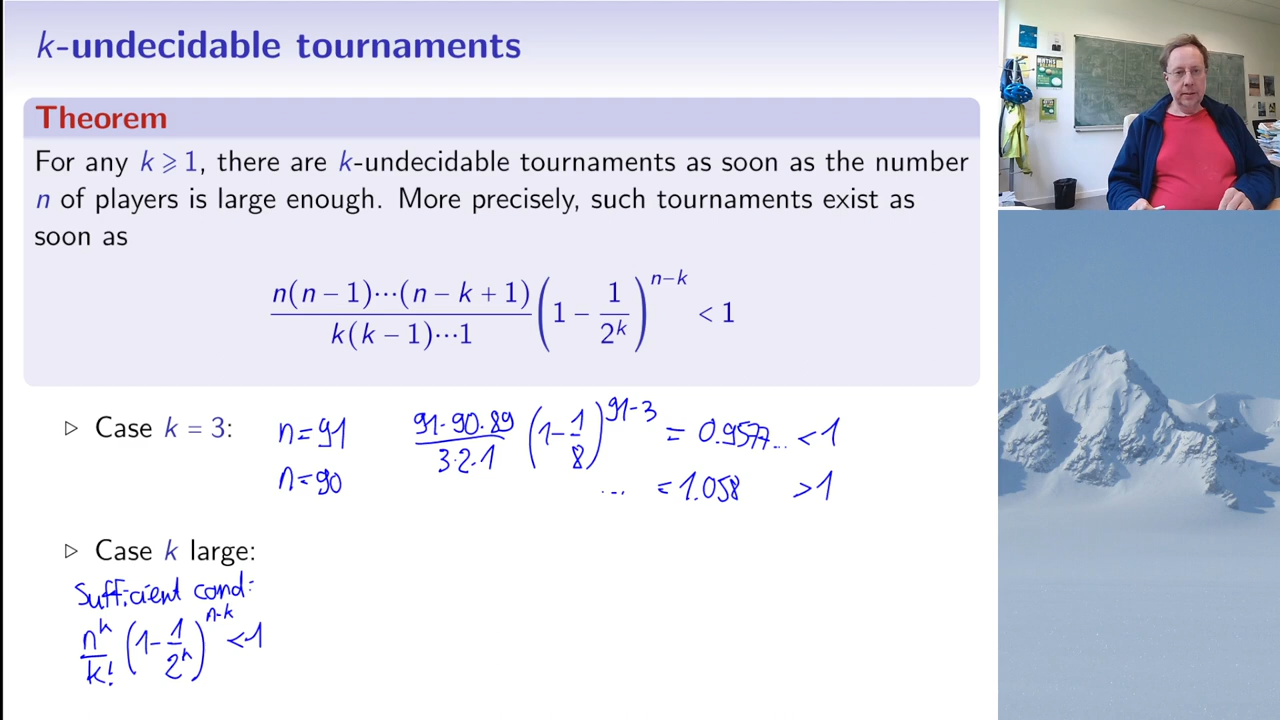 k-undecidable tournaments
Theorem
For any k ⩾ 1, there are k-undecidable tournaments as soon as the number
n of players is large enough. More precisely, such tournaments exist as
soon as
n(n − 1)···(n − k + 1) / k(k − 1)···1 (1 − 1/2^k)^{n−k} < 1
▷ Case k = 3: n=91 91·90·89 / 3·2·1 (1−1/8)^{91−3} = 0.9577... <1
n=90 ... =1.058 >1
▷ Case k large:
Sufficient cond:
n^k/k! (1−1/2^k)^{n-k} <1